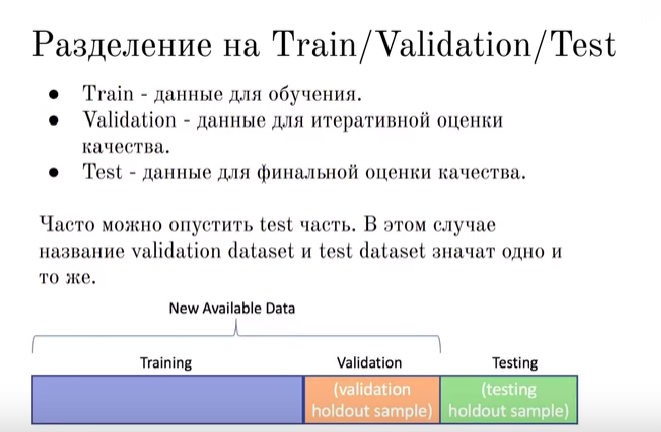 Разделение на Train/Validation/Test
● Train - данные для обучения.
● Validation - данные для итеративной оценки
качества.
● Test - данные для финальной оценки качества.
Часто можно опустить test часть. В этом случае
название validation dataset и test dataset значат одно и
то же.
New Available Data
Training Validation Testing
(validation (testing
holdout sample) holdout sample)